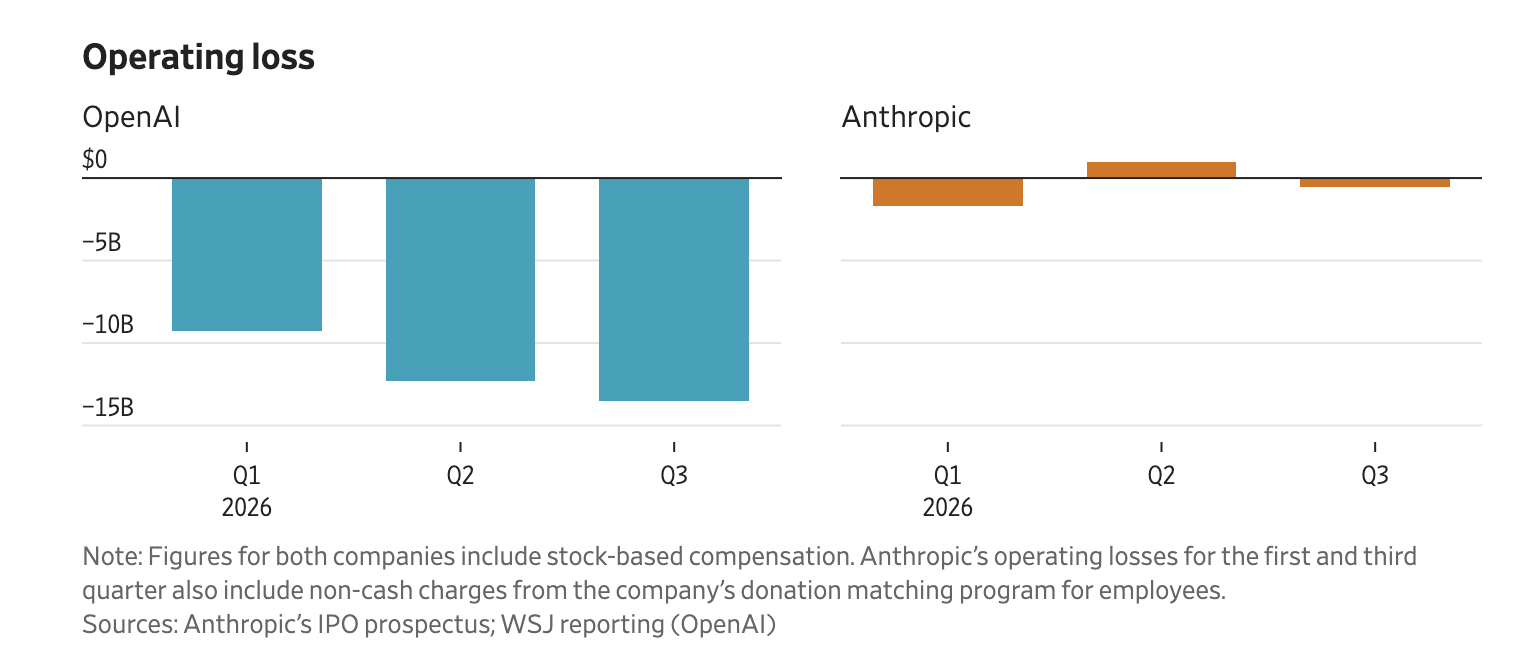 Operating loss
OpenAI
Anthropic
$0
−5B
−10B
−15B
Q1
2026
Q2
Q3
Q1
2026
Q2
Q3
Note: Figures for both companies include stock-based compensation. Anthropic’s operating losses for the first and third
quarter also include non-cash charges from the company’s donation matching program for employees.
Sources: Anthropic’s IPO prospectus; WSJ reporting (OpenAI)